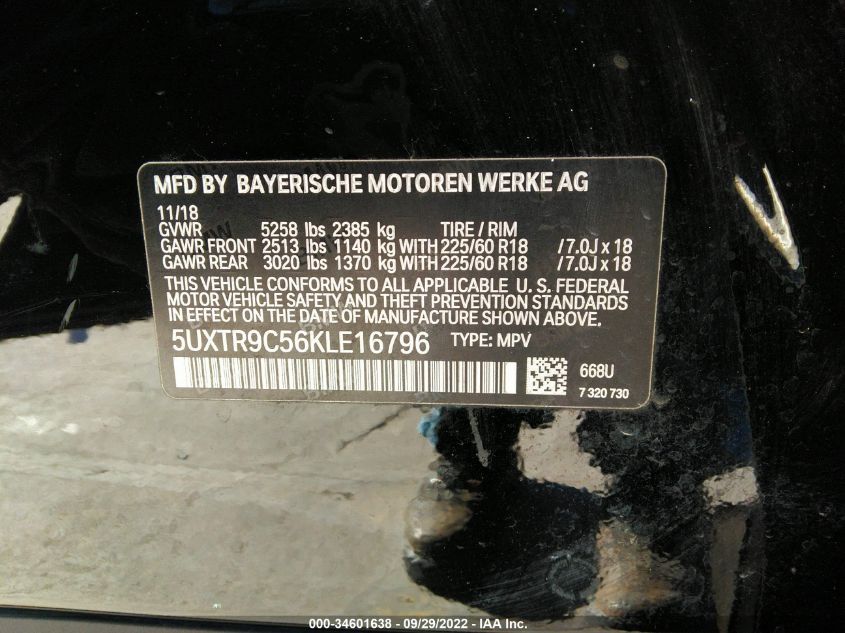 MFD BY BAYERISCHE MOTOREN WERKE AG
11/18
GVWR 5258 lbs 2385 kg TIRE / RIM
GAWR FRONT 2513 lbs 1140 kg WITH 225/60 R18 /7.0J x 18
GAWR REAR 3020 lbs 1370 kg WITH 225/60 R18 /7.0J x 18
THIS VEHICLE CONFORMS TO ALL APPLICABLE U. S. FEDERAL
MOTOR VEHICLE SAFETY AND THEFT PREVENTION STANDARDS
IN EFFECT ON THE DATE OF MANUFACTURE SHOWN ABOVE.
5UXTR9C56KLE16796 TYPE: MPV
668U
7 320 730
000-34601638 - 09/29/2022 - IAA Inc.